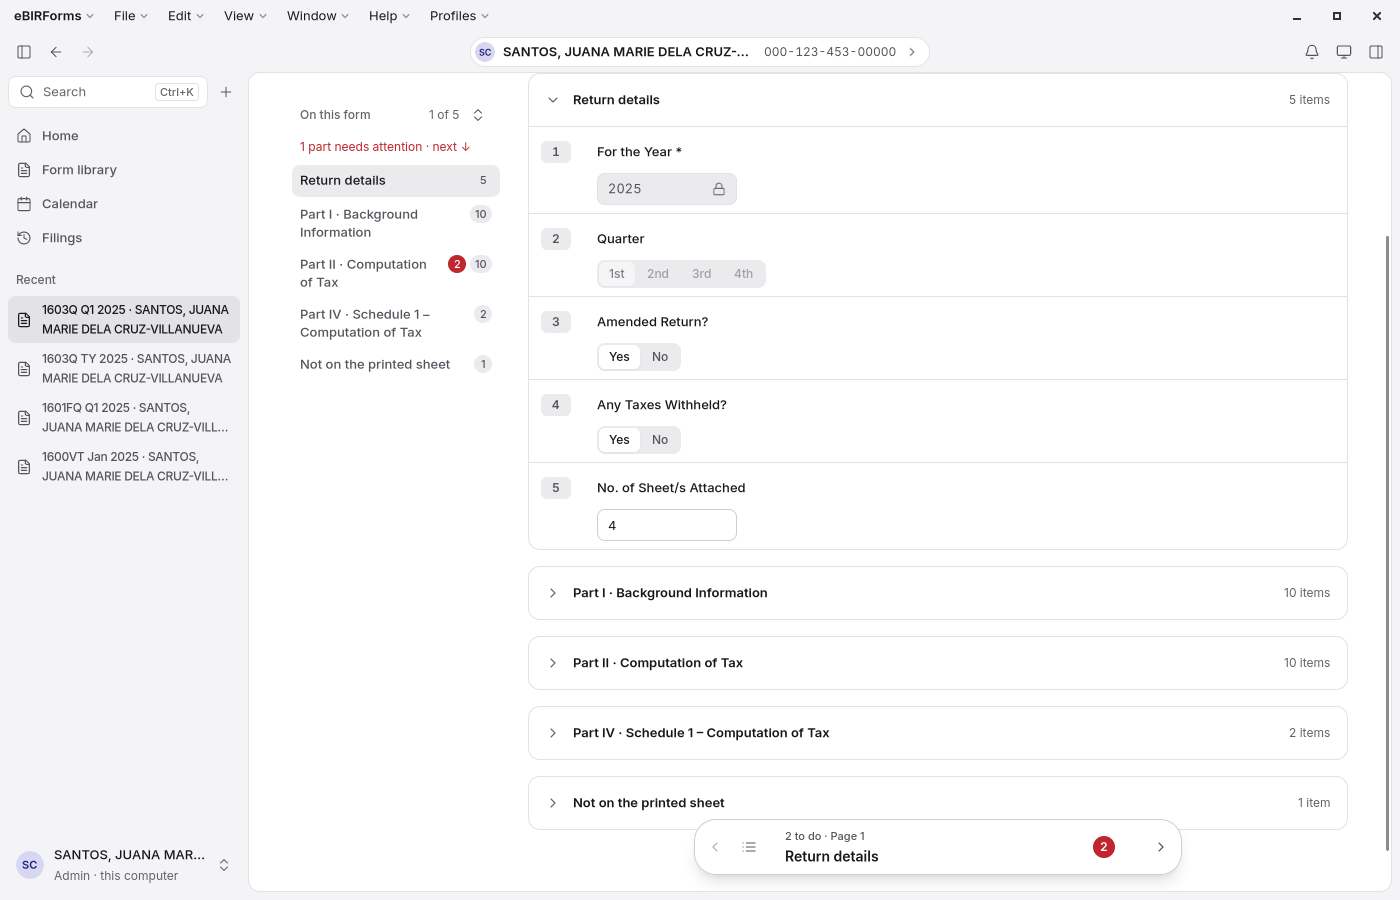 eBIRForms File Edit View Window Help Profiles
SC SANTOS, JUANA MARIE DELA CRUZ-... 000-123-453-00000
Search Ctrl+K
Home
Form library
Calendar
Filings
Recent
1603Q Q1 2025 · SANTOS, JUANA
MARIE DELA CRUZ-VILLANUEVA
1603Q TY 2025 · SANTOS, JUANA
MARIE DELA CRUZ-VILLANUEVA
1601FQ Q1 2025 · SANTOS,
JUANA MARIE DELA CRUZ-VILL...
1600VT Jan 2025 · SANTOS,
JUANA MARIE DELA CRUZ-VILL...
SC
SANTOS, JUANA MAR...
Admin · this computer
On this form 1 of 5
1 part needs attention · next ↓
Return details 5
Part I · Background
Information
10
Part II · Computation
of Tax
2 10
Part IV · Schedule 1 –
Computation of Tax
2
Not on the printed sheet 1
Return details 5 items
1 For the Year *
2025
2 Quarter
1st 2nd 3rd 4th
3 Amended Return?
Yes No
4 Any Taxes Withheld?
Yes No
5 No. of Sheet/s Attached
4
Part I · Background Information 10 items
Part II · Computation of Tax 10 items
Part IV · Schedule 1 – Computation of Tax 2 items
Not on the printed sheet 1 item
2 to do · Page 1
Return details
2